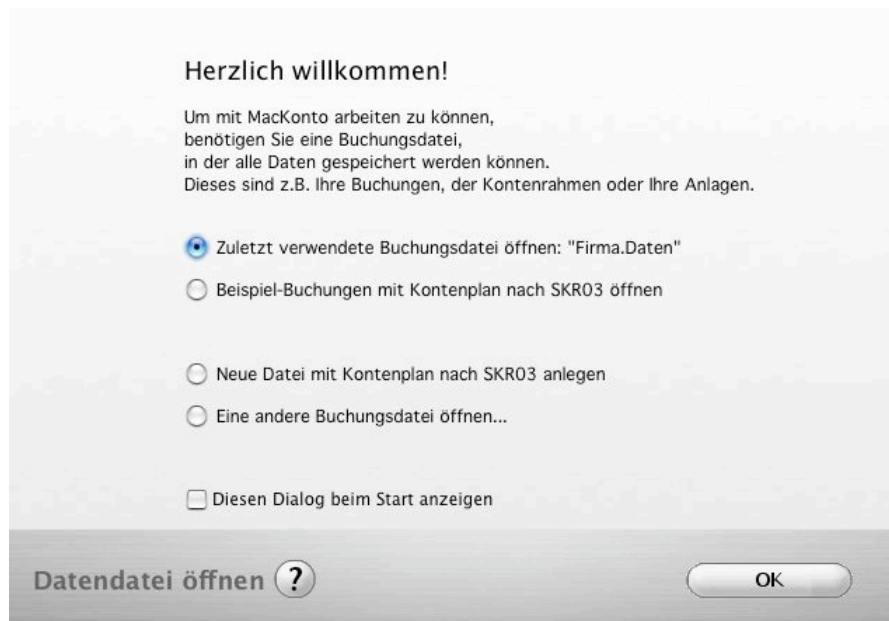 Herzlich willkommen!
Um mit MacKonto arbeiten zu können,
benötigen Sie eine Buchungsdatei,
in der alle Daten gespeichert werden können.
Dieses sind z.B. Ihre Buchungen, der Kontenrahmen oder Ihre Anlagen.
Zuletzt verwendete Buchungsdatei öffnen: "Firma.Daten"
Beispiel-Buchungen mit Kontenplan nach SKR03 öffnen
Neue Datei mit Kontenplan nach SKR03 anlegen
Eine andere Buchungsdatei öffnen...
Diesen Dialog beim Start anzeigen
Datendatei öffnen ? OK